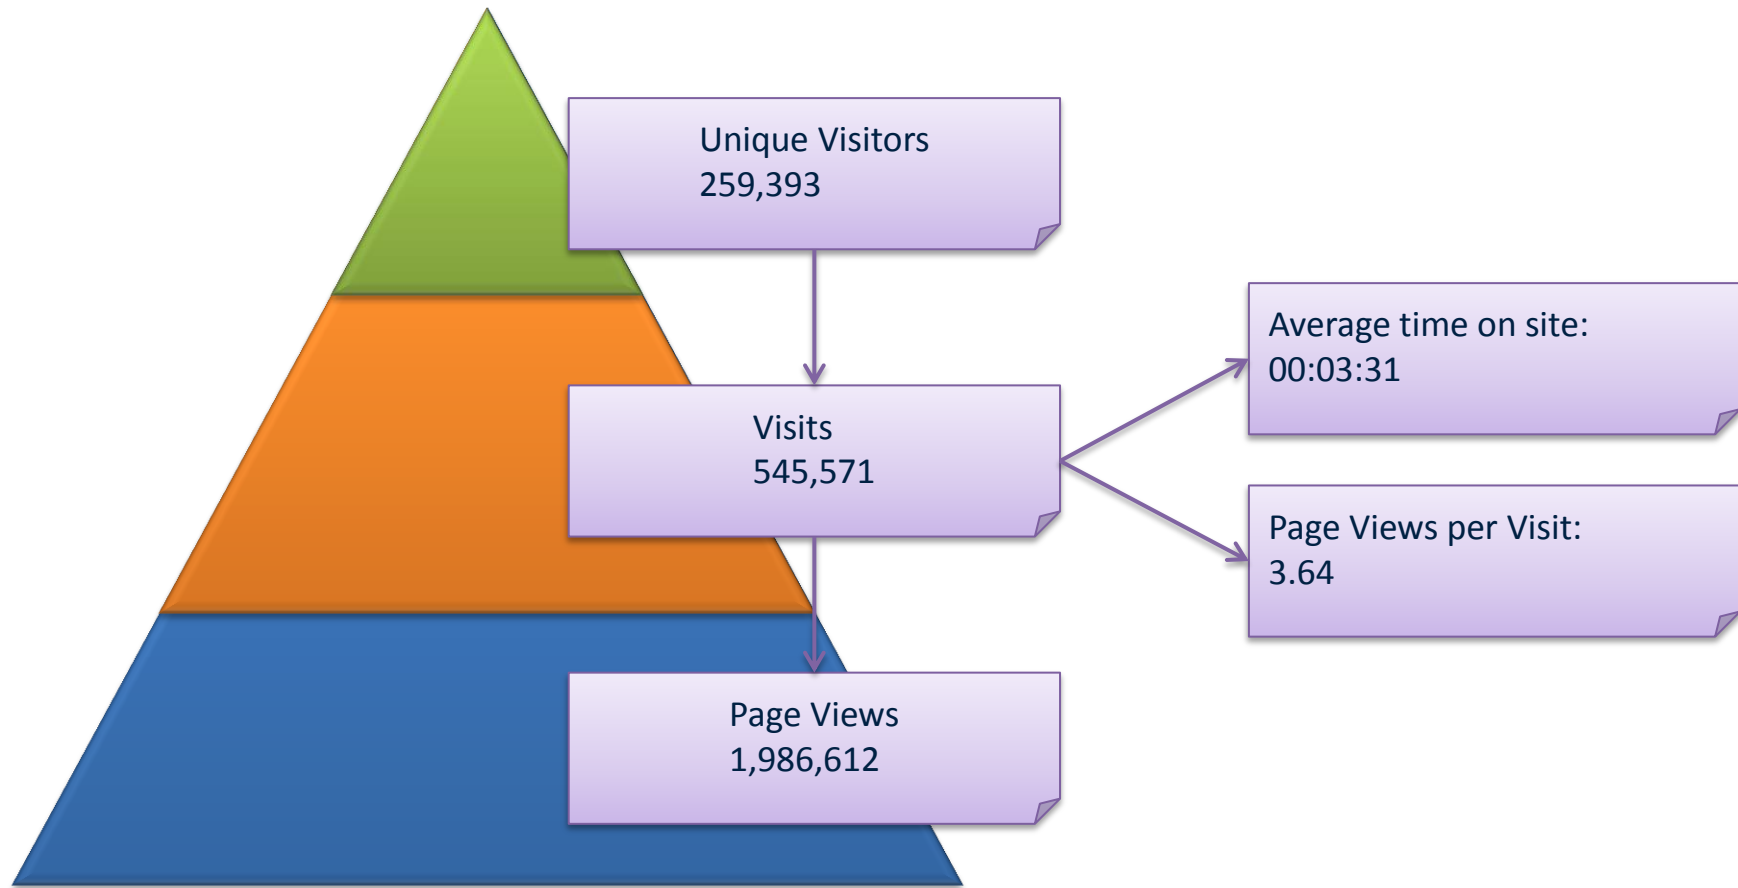 Unique Visitors
259,393
Average time on site:
00:03:31
Visits
545,571
Page Views per Visit:
3.64
Page Views
1,986,612